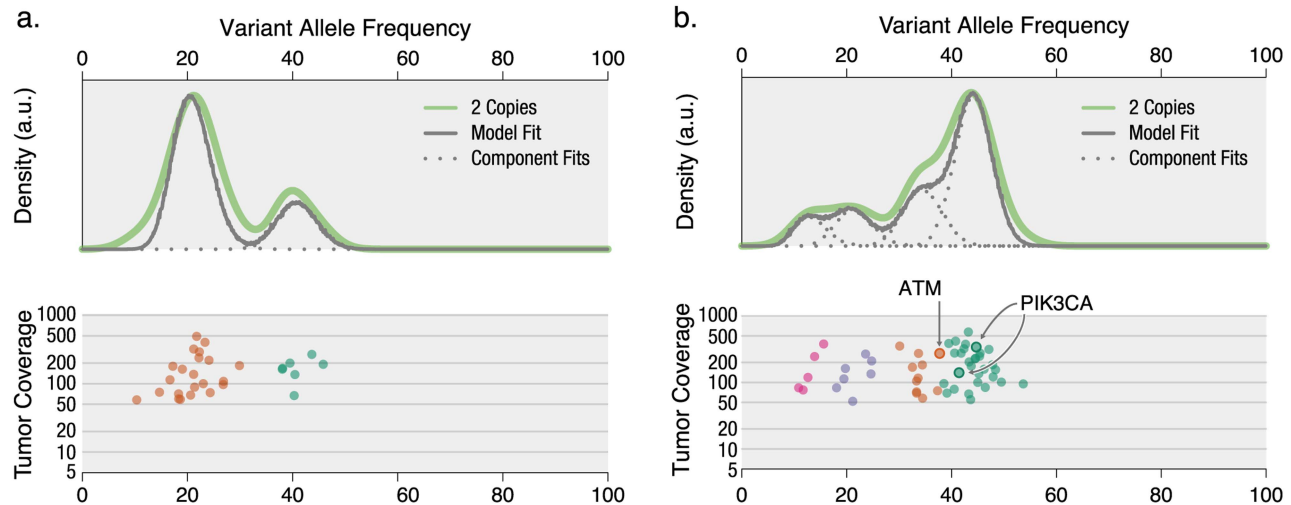 a.
Variant Allele Frequency
0 20 40 60 80 100
Density (a.u.)
2 Copies
Model Fit
Component Fits
Tumor Coverage
1000
500
200
100
50
20
10
5
0 20 40 60 80 100
b.
Variant Allele Frequency
0 20 40 60 80 100
Density (a.u.)
2 Copies
Model Fit
Component Fits
ATM
PIK3CA
Tumor Coverage
1000
500
200
100
50
20
10
5
0 20 40 60 80 100